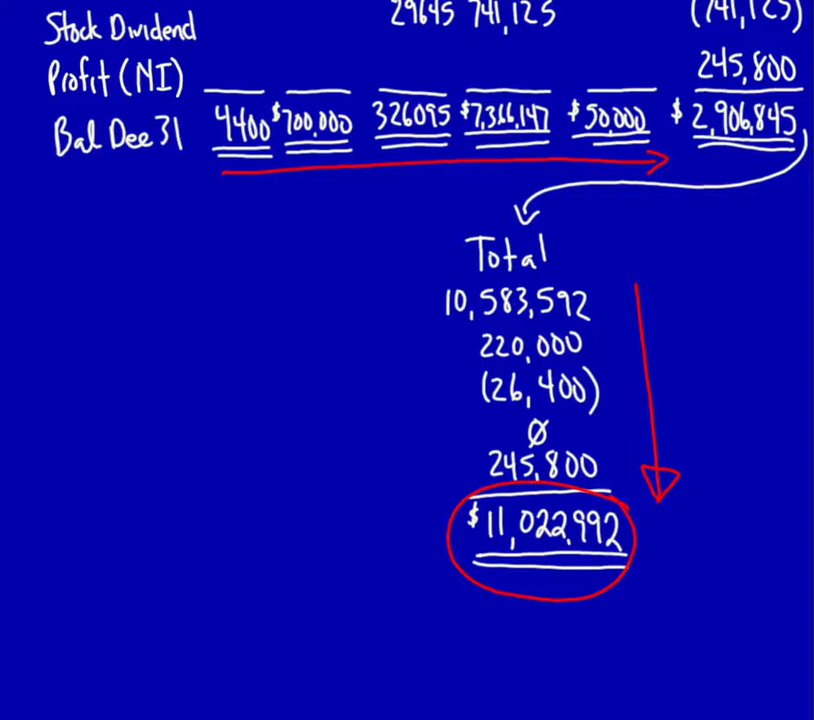 Stock Dividend 29645 741,125 (741,125)
Profit (NI) 245,800
Bal Dec 31 4400 $700,000 326095 $7,366,147 $50,000 $2,906,845
Total
10,583,592
220,000
(26,400)
Ø
245,800
$11,022,992